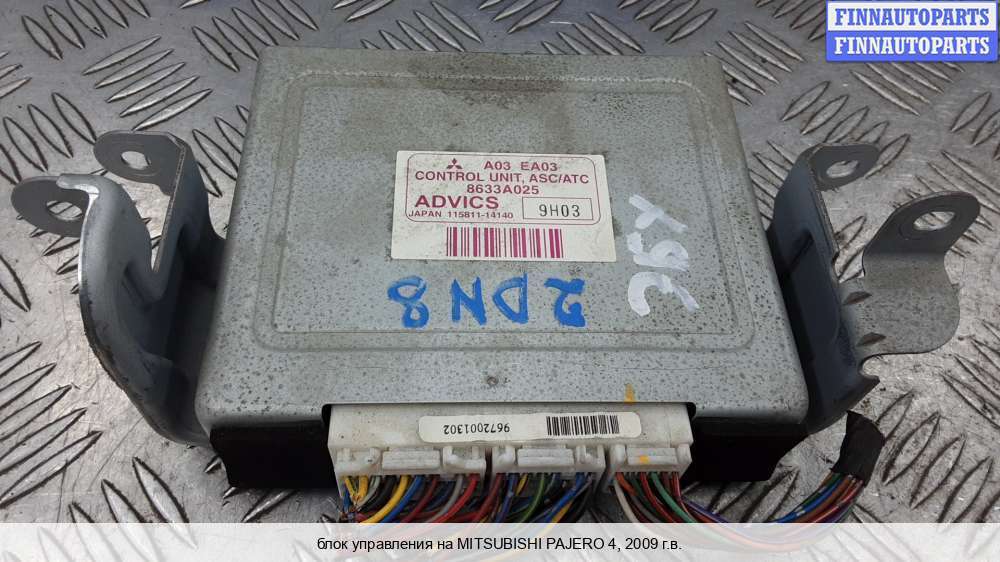 FINNAUTOPARTS
FINNAUTOPARTS
A03 EA03
CONTROL UNIT, ASC/ATC
8633A025
ADVICS
JAPAN 115811-14140
9H03
2DN8
9672001302
блок управления на MITSUBISHI PAJERO 4, 2009 г.в.